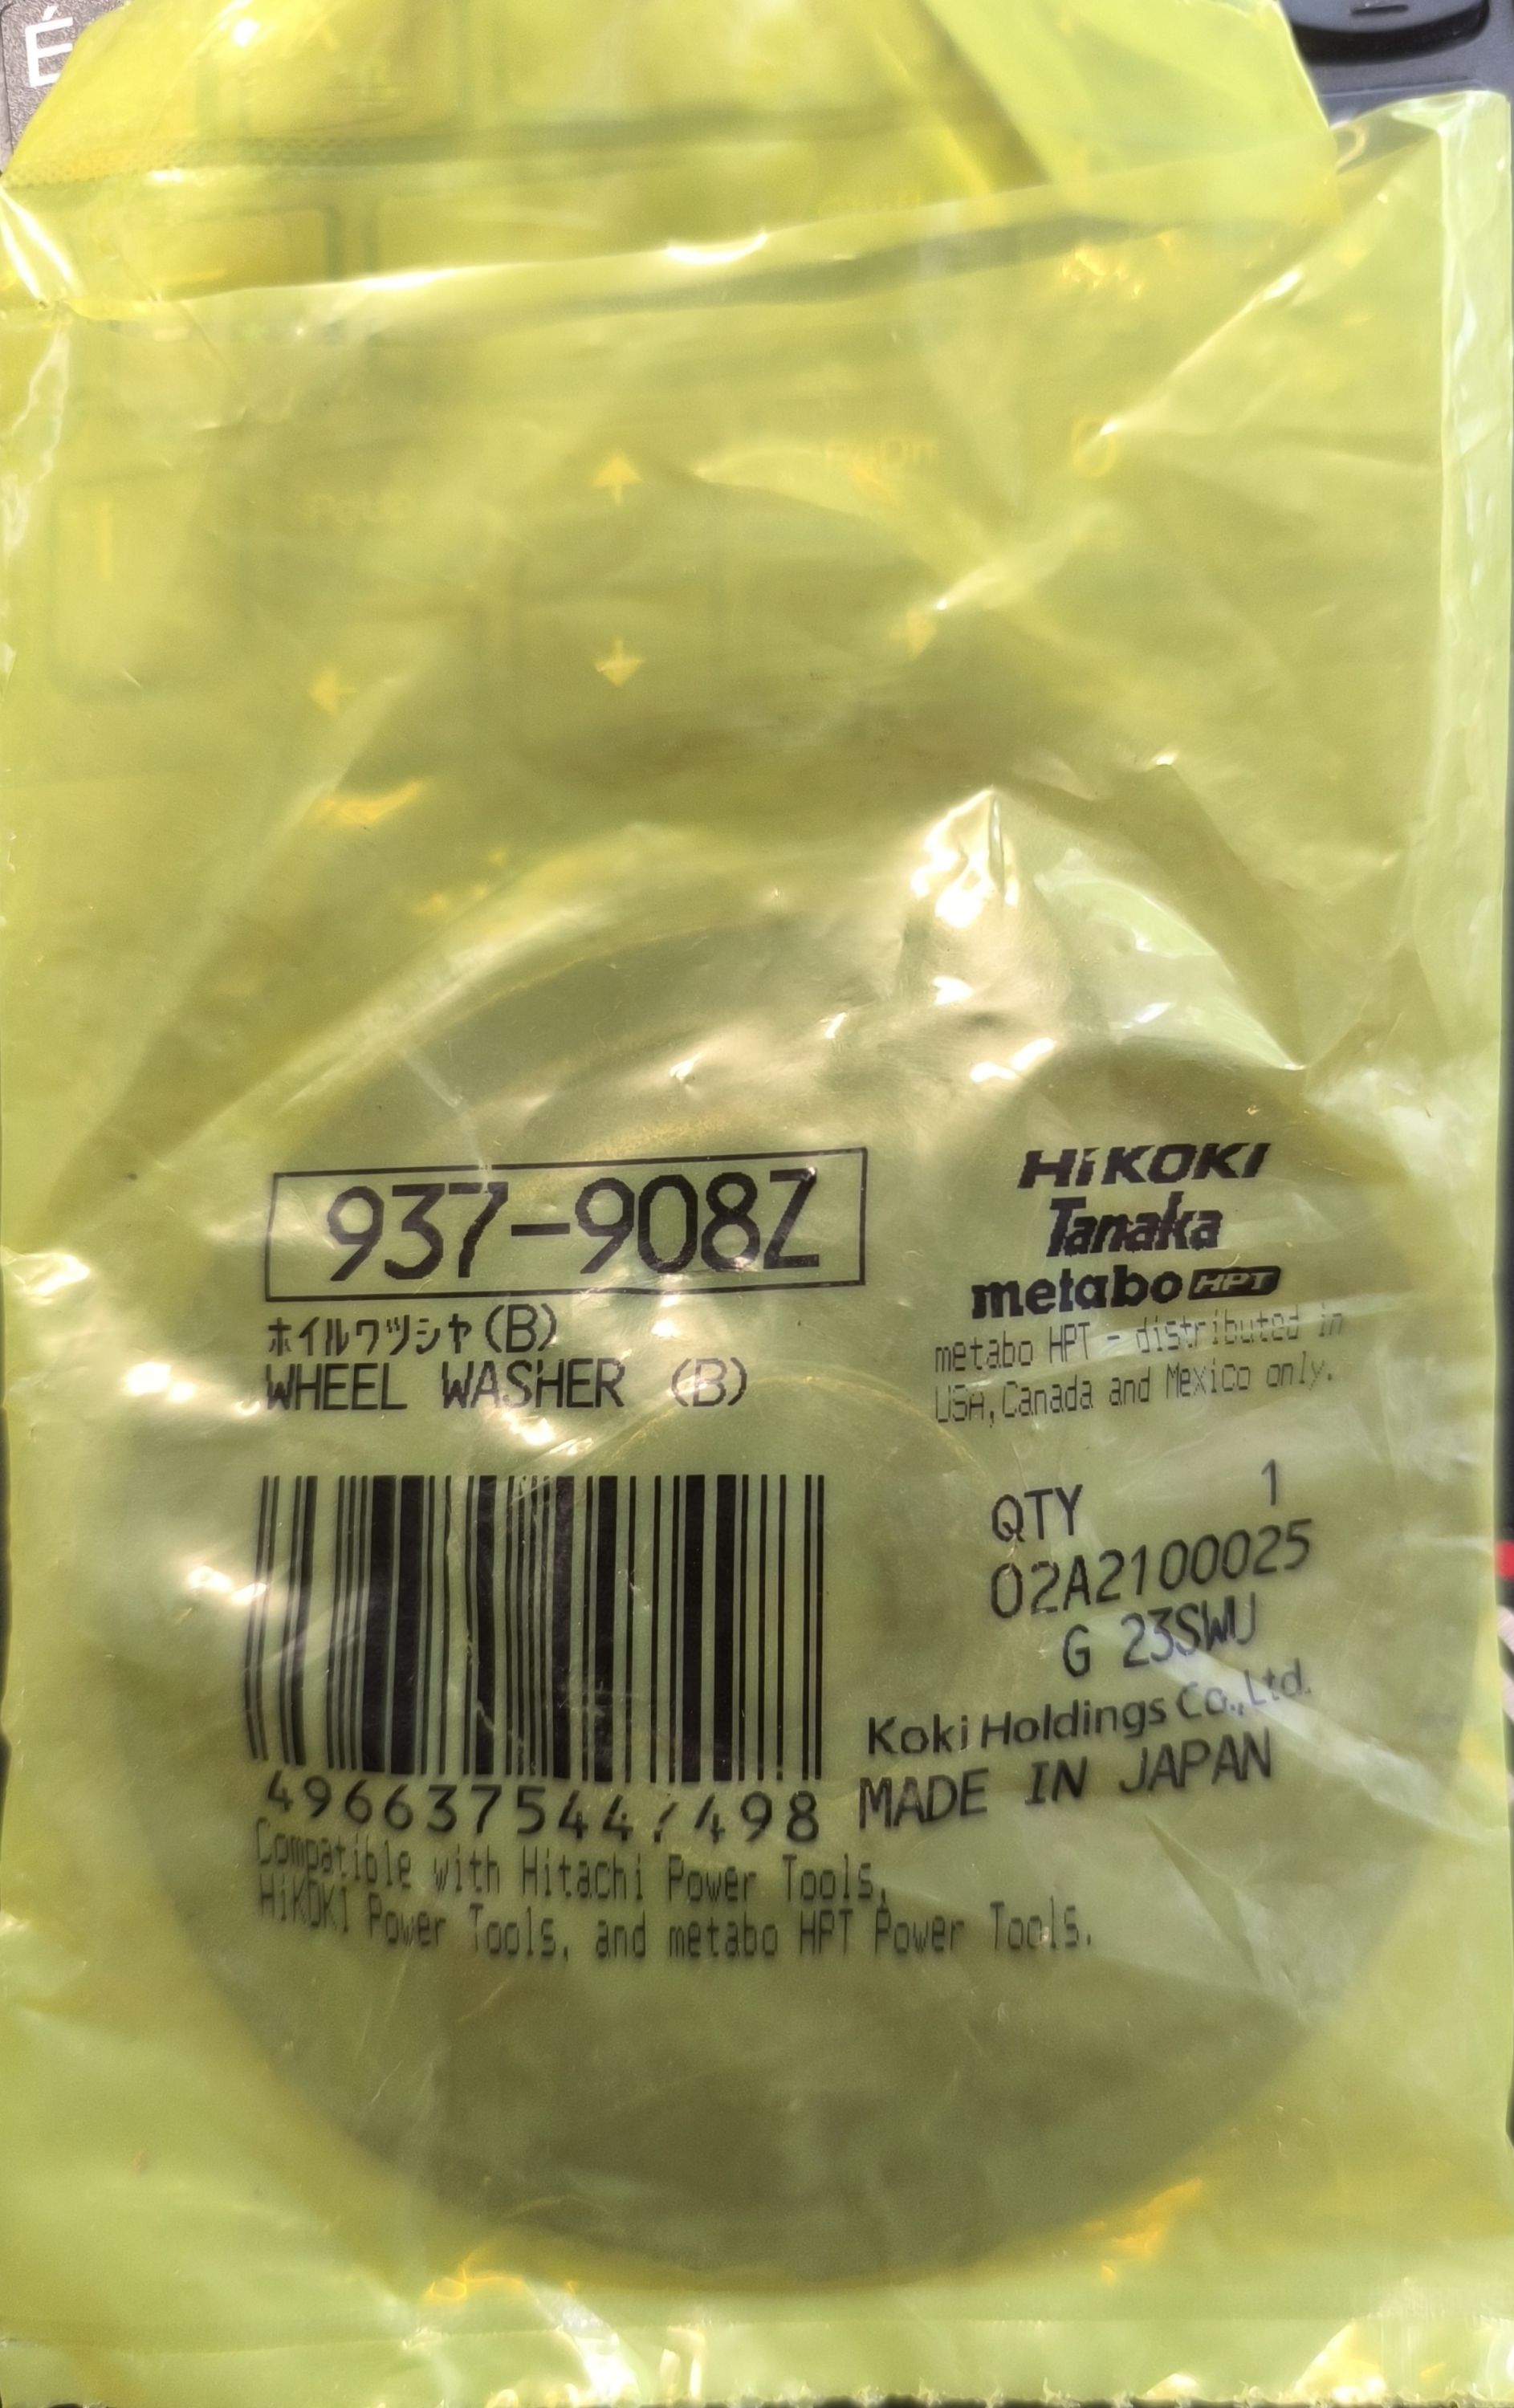 É
937-908Z
ホイルワツシヤ(B)
WHEEL WASHER (B)
HiKOKI
Tanaka
metabo HPT
metabo HPT - distributed in
USA, Canada and Mexico only.
QTY 1
02A2100025
G 23SWU
Koki Holdings Co.,Ltd.
MADE IN JAPAN
Compatible with Hitachi Power Tools,
HiKOKI Power Tools, and metabo HPT Power Tools.